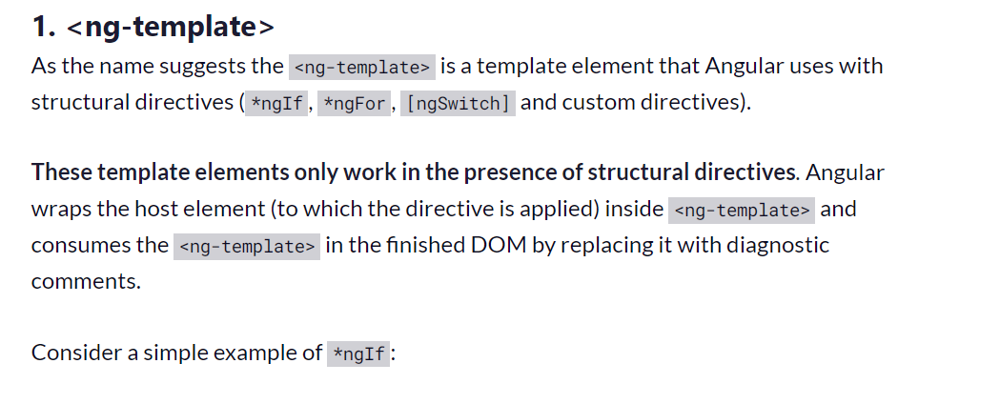 1. <ng-template>
As the name suggests the <ng-template> is a template element that Angular uses with
structural directives ( *ngIf , *ngFor , [ngSwitch] and custom directives).
These template elements only work in the presence of structural directives. Angular
wraps the host element (to which the directive is applied) inside <ng-template> and
consumes the <ng-template> in the finished DOM by replacing it with diagnostic
comments.
Consider a simple example of *ngIf :